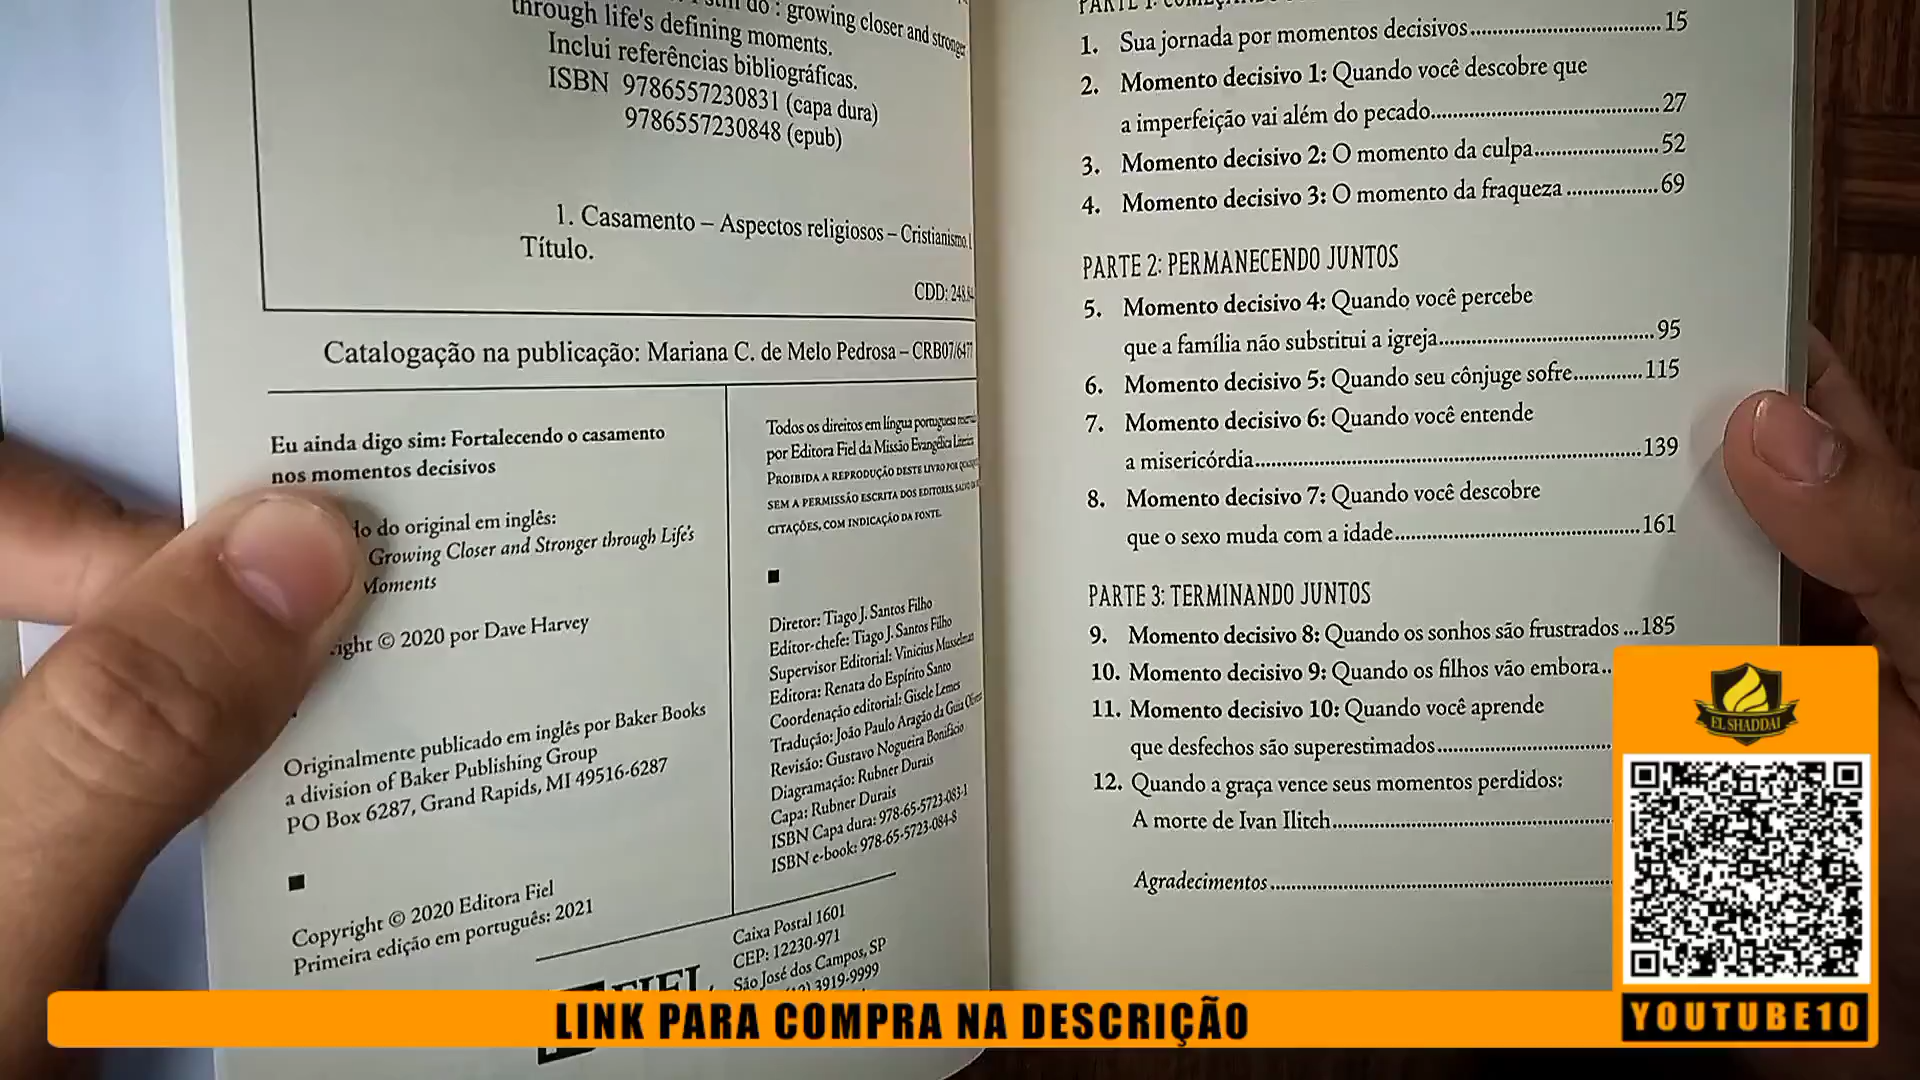 through life's defining moments.
do : growing closer and stronger
Inclui referências bibliográficas.
ISBN 9786557230831 (capa dura)
9786557230848 (epub)
1. Casamento – Aspectos religiosos – Cristianismo I.
Título.
CDD: 248.84
Catalogação na publicação: Mariana C. de Melo Pedrosa – CRB07/6477
Eu ainda digo sim: Fortalecendo o casamento
nos momentos decisivos
do original em inglês:
Growing Closer and Stronger through Life's
Moments
© 2020 por Dave Harvey
Originalmente publicado em inglês por Baker Books
a division of Baker Publishing Group
PO Box 6287, Grand Rapids, MI 49516-6287
Copyright © 2020 Editora Fiel
Primeira edição em português: 2021
Todos os direitos em língua portuguesa
por Editora Fiel da Missão Evangélica Literária
PROIBIDA A REPRODUÇÃO DESTE LIVRO POR
SEM A PERMISSÃO ESCRITA DOS EDITORES, SALVO
CITAÇÕES, COM INDICAÇÃO DA FONTE.
Diretor: Tiago J. Santos Filho
Editor-chefe: Tiago J. Santos Filho
Supervisor Editorial: Vinicius Musselman
Editora: Renata do Espírito Santo
Coordenação editorial: Gisele Lemes
Tradução: João Paulo Aragão da Guia
Revisão: Gustavo Nogueira Bonifácio
Diagramação: Rubner Durais
Capa: Rubner Durais
ISBN Capa dura: 978-65-5723-083-1
ISBN e-book: 978-65-5723-084-8
FIEL
Caixa Postal 1601
CEP: 12230-971
São José dos Campos, SP
3919-9999
PARTE 1:
1. Sua jornada por momentos decisivos..............................15
2. Momento decisivo 1: Quando você descobre que
a imperfeição vai além do pecado....................................27
3. Momento decisivo 2: O momento da culpa....................52
4. Momento decisivo 3: O momento da fraqueza ...............69
PARTE 2: PERMANECENDO JUNTOS
5. Momento decisivo 4: Quando você percebe
que a família não substitui a igreja...................................95
6. Momento decisivo 5: Quando seu cônjuge sofre............115
7. Momento decisivo 6: Quando você entende
a misericórdia................................................................139
8. Momento decisivo 7: Quando você descobre
que o sexo muda com a idade.........................................161
PARTE 3: TERMINANDO JUNTOS
9. Momento decisivo 8: Quando os sonhos são frustrados ...185
10. Momento decisivo 9: Quando os filhos vão embora..
11. Momento decisivo 10: Quando você aprende
que desfechos são superestimados............................
12. Quando a graça vence seus momentos perdidos:
A morte de Ivan Ilitch.............................................
Agradecimentos.......................................................
EL SHADDAI
YOUTUBE10
LINK PARA COMPRA NA DESCRIÇÃO